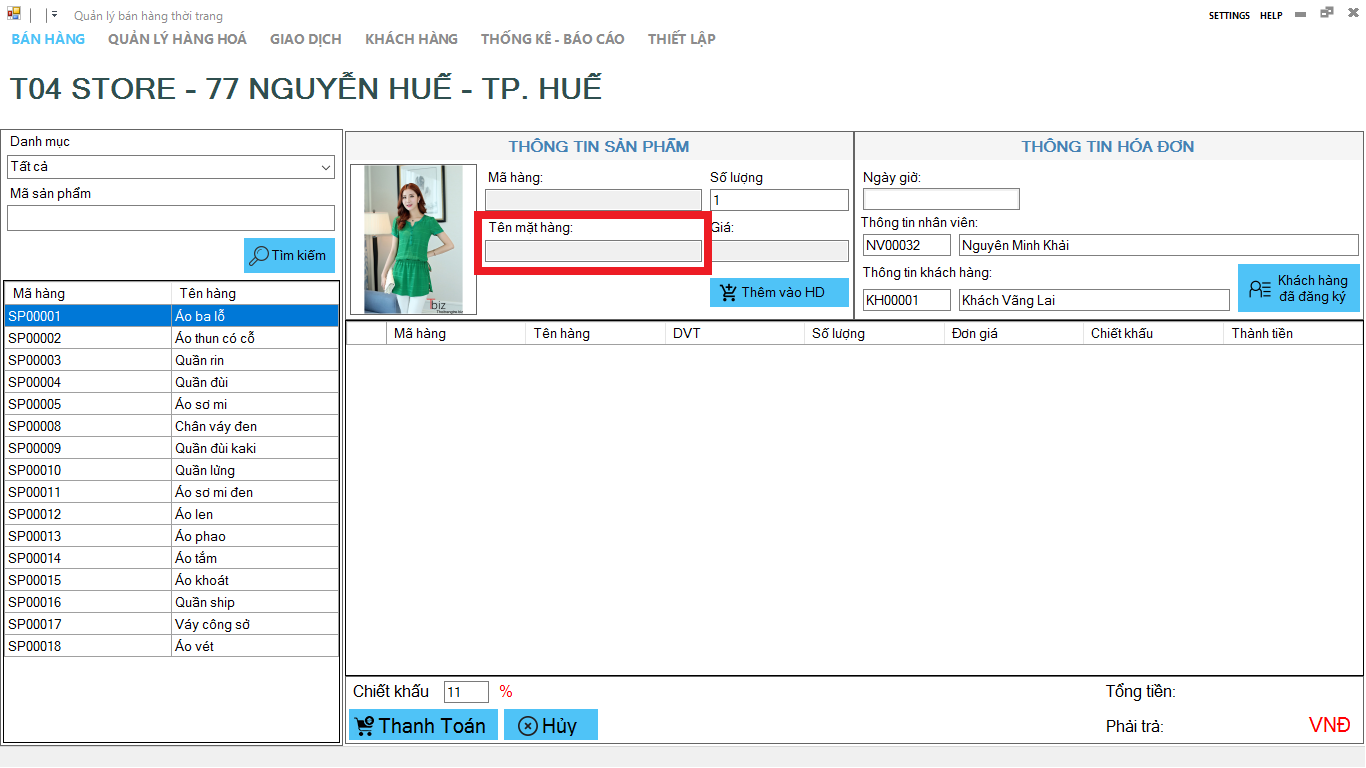 Quản lý bán hàng thời trang
SETTINGS HELP
BÁN HÀNG QUẢN LÝ HÀNG HOÁ GIAO DỊCH KHÁCH HÀNG THỐNG KÊ - BÁO CÁO THIẾT LẬP
T04 STORE - 77 NGUYỄN HUẾ - TP. HUẾ
Danh mục
Tất cả
Mã sản phẩm
Tìm kiếm
Mã hàng Tên hàng
SP00001 Áo ba lỗ
SP00002 Áo thun có cỗ
SP00003 Quần rin
SP00004 Quần đùi
SP00005 Áo sơ mi
SP00008 Chân váy đen
SP00009 Quần đùi kaki
SP00010 Quần lửng
SP00011 Áo sơ mi đen
SP00012 Áo len
SP00013 Áo phao
SP00014 Áo tắm
SP00015 Áo khoát
SP00016 Quần ship
SP00017 Váy công sở
SP00018 Áo vét
THÔNG TIN SẢN PHẨM
Mã hàng: Số lượng
1
Tên mặt hàng: Giá:
Thêm vào HD
THÔNG TIN HÓA ĐƠN
Ngày giờ:
Thông tin nhân viên:
NV00032 Nguyên Minh Khải
Thông tin khách hàng:
KH00001 Khách Vãng Lai
Khách hàng
đã đăng ký
Mã hàng Tên hàng DVT Số lượng Đơn giá Chiết khấu Thành tiền
Chiết khấu 11 %
Thanh Toán Hủy
Tổng tiền:
Phải trả: VNĐ